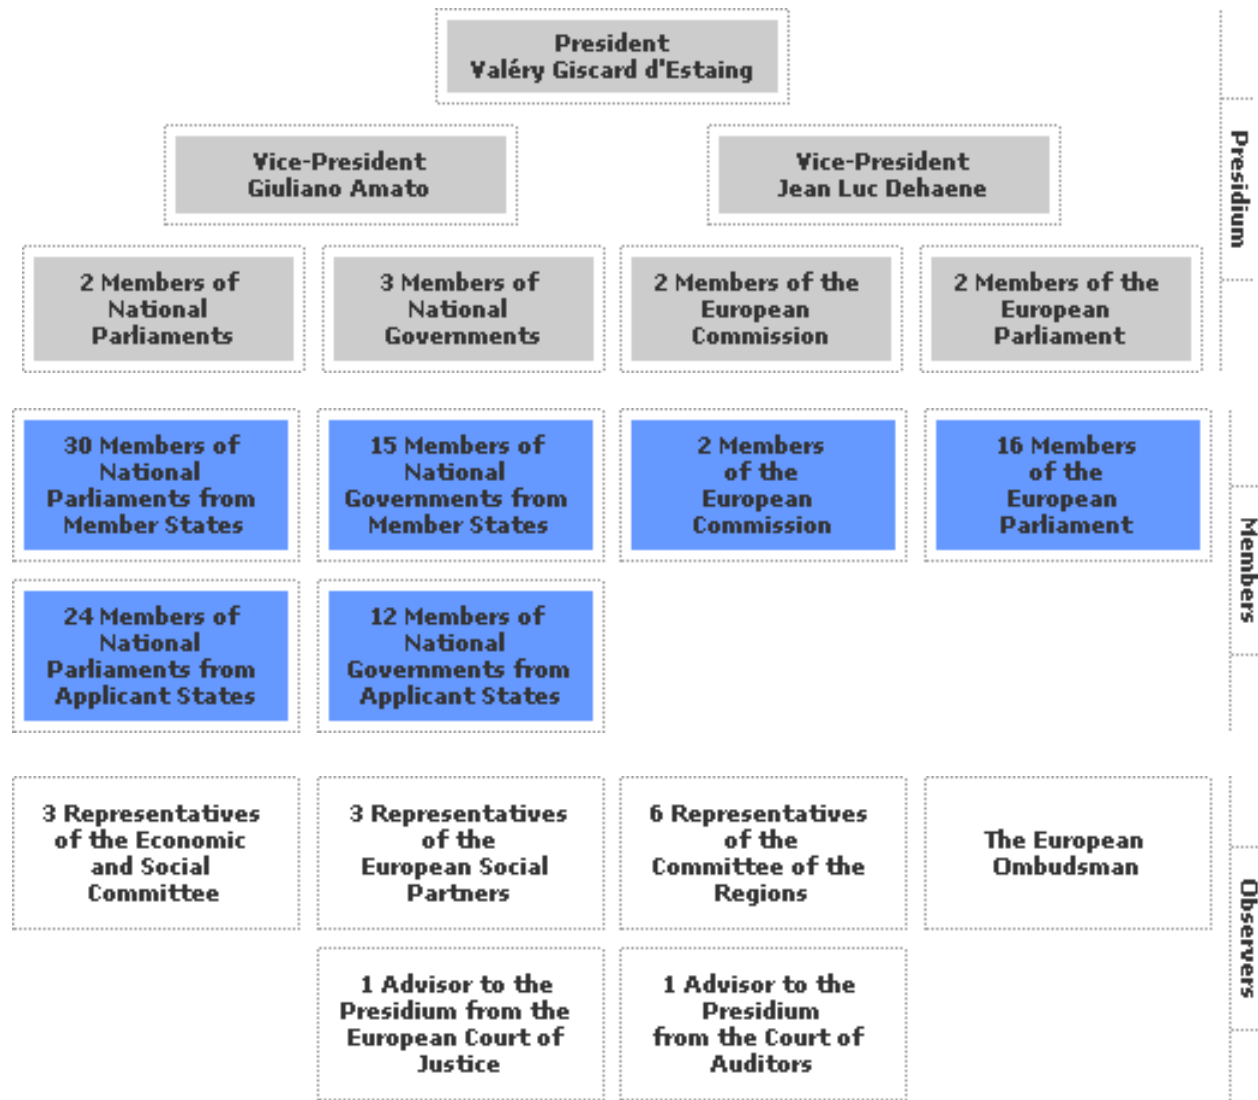 President
Valéry Giscard d'Estaing
Vice-President
Giuliano Amato
Vice-President
Jean Luc Dehaene
Presidium
2 Members of
National
Parliaments
3 Members of
National
Governments
2 Members of the
European
Commission
2 Members of the
European
Parliament
30 Members of
National
Parliaments from
Member States
15 Members of
National
Governments from
Member States
2 Members
of the
European
Commission
16 Members
of the
European
Parliament
Members
24 Members of
National
Parliaments from
Applicant States
12 Members of
National
Governments from
Applicant States
3 Representatives
of the Economic
and Social
Committee
3 Representatives
of the
European Social
Partners
6 Representatives
of the
Committee of the
Regions
The European
Ombudsman
Observers
1 Advisor to the
Presidium from the
European Court of
Justice
1 Advisor to the
Presidium
from the Court of
Auditors